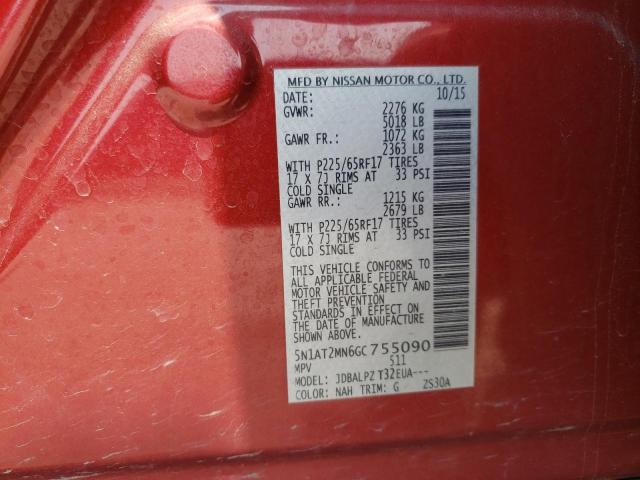 MFD BY NISSAN MOTOR CO., LTD.
DATE: 10/15
GVWR: 2276 KG
5018 LB
GAWR FR.: 1072 KG
2363 LB
WITH P225/65RF17 TIRES
17 X 7J RIMS AT 33 PSI
COLD SINGLE
GAWR RR.: 1215 KG
2679 LB
WITH P225/65RF17 TIRES
17 X 7J RIMS AT 33 PSI
COLD SINGLE
THIS VEHICLE CONFORMS TO
ALL APPLICABLE FEDERAL
MOTOR VEHICLE SAFETY AND
THEFT PREVENTION
STANDARDS IN EFFECT ON
THE DATE OF MANUFACTURE
SHOWN ABOVE.
5N1AT2MN6GC755090
MPV 511
MODEL: JDBALPZ T32EUA---
COLOR: NAH TRIM: G ZS30A